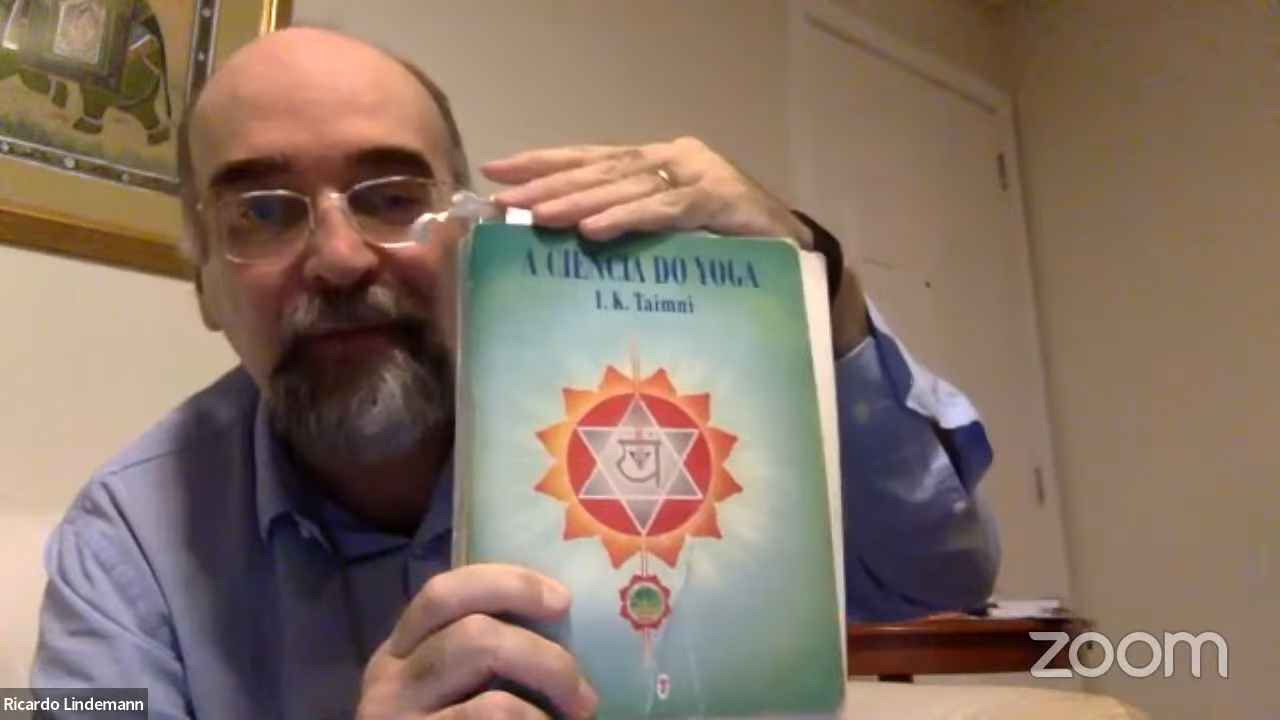 A CIÊNCIA DO YOGA
I. K. Taimni
यं
zoom
Ricardo Lindemann